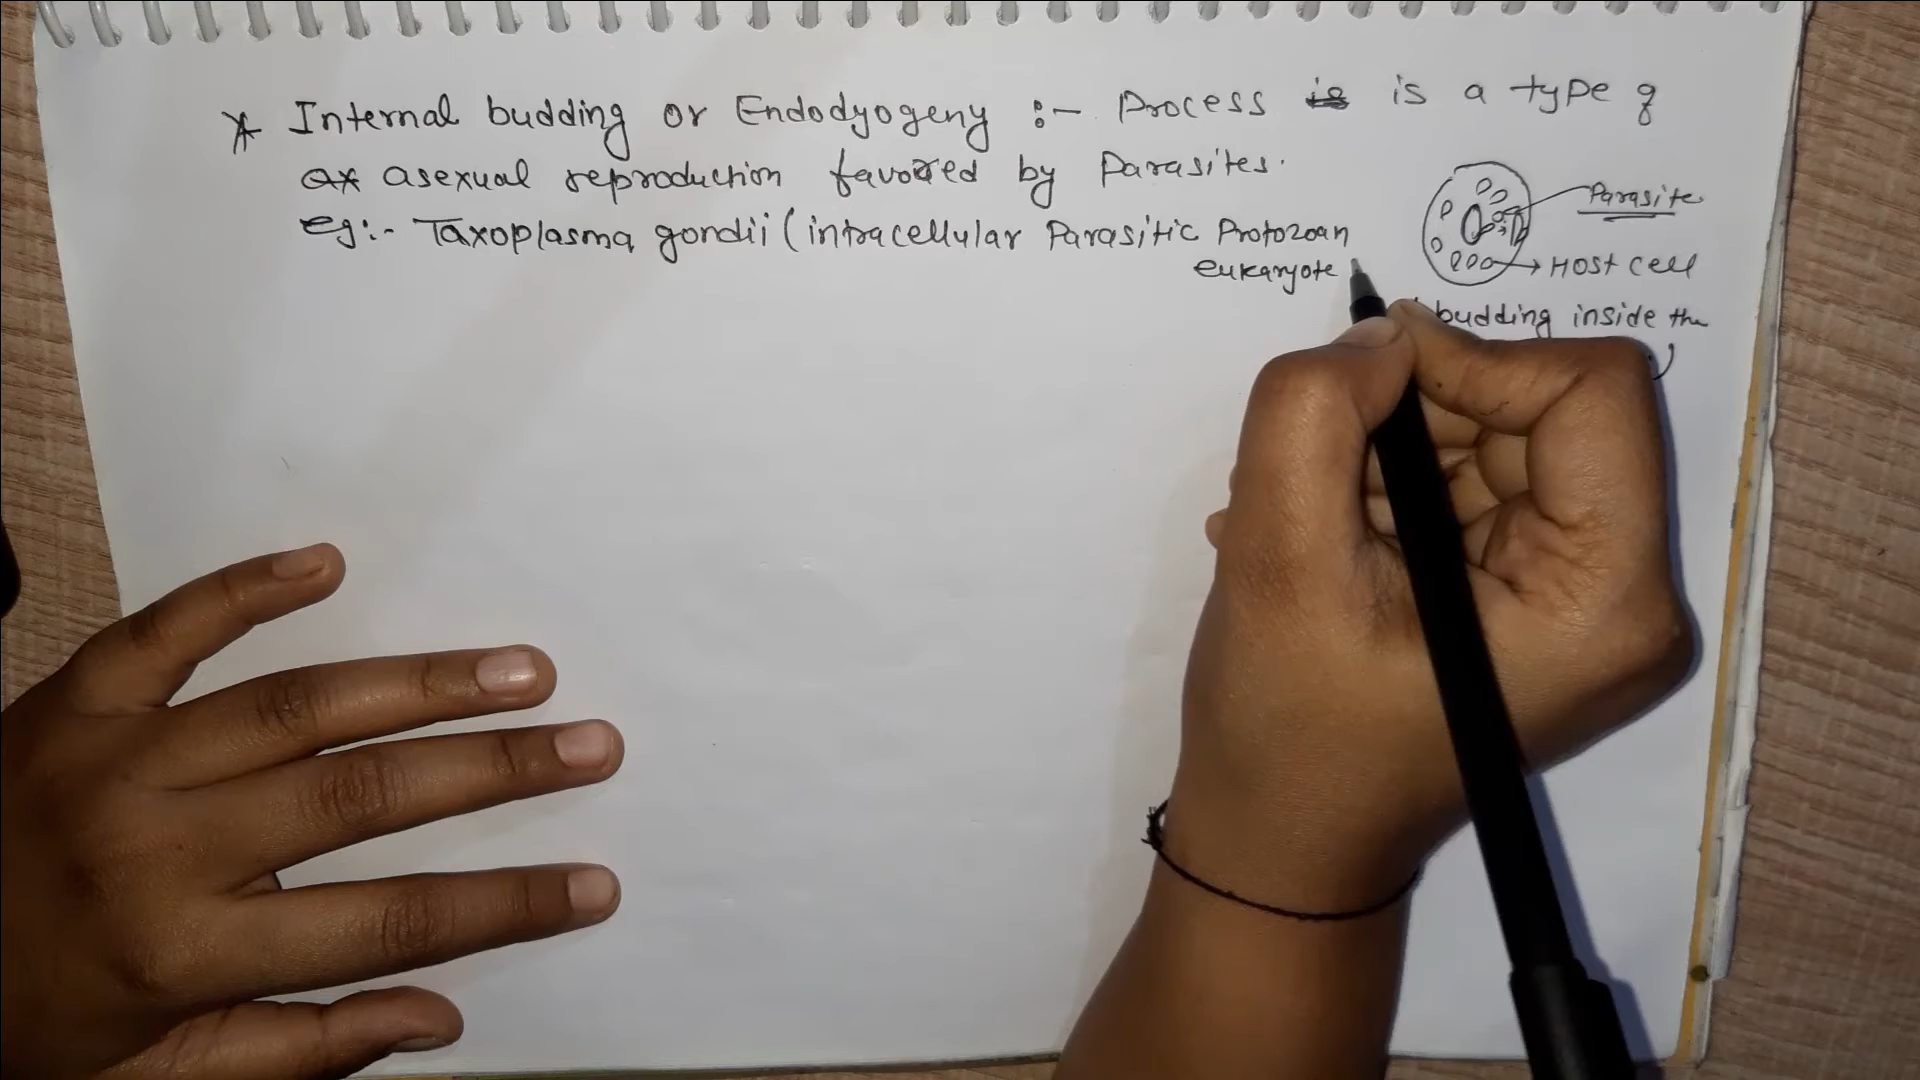 * Internal budding or Endodyogeny :- Process is is a type of
asexual reproduction favored by Parasites.
eg:- Taxoplasma gondii (intracellular Parasitic Protozoan
eukaryote
Parasite
Host cell
budding inside the